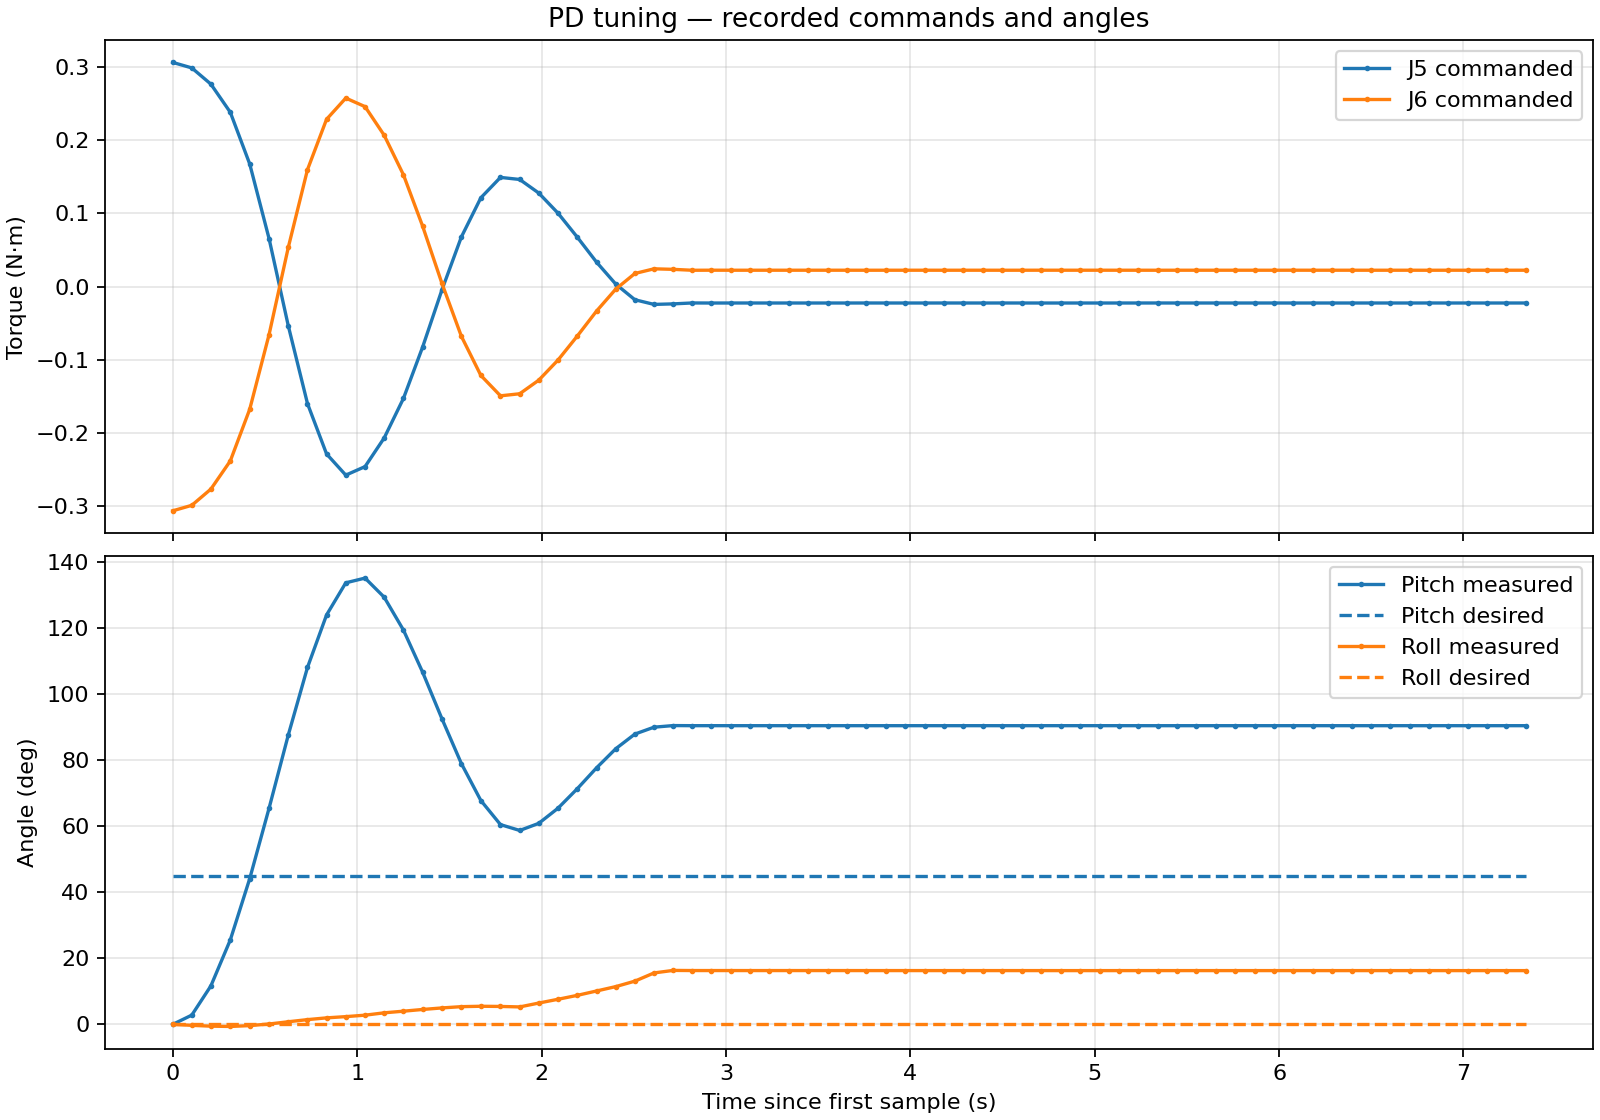 PD tuning — recorded commands and angles
Torque (N·m)
0.3
0.2
0.1
0.0
−0.1
−0.2
−0.3
J5 commanded
J6 commanded
Angle (deg)
140
120
100
80
60
40
20
0
Pitch measured
Pitch desired
Roll measured
Roll desired
0 1 2 3 4 5 6 7
Time since first sample (s)